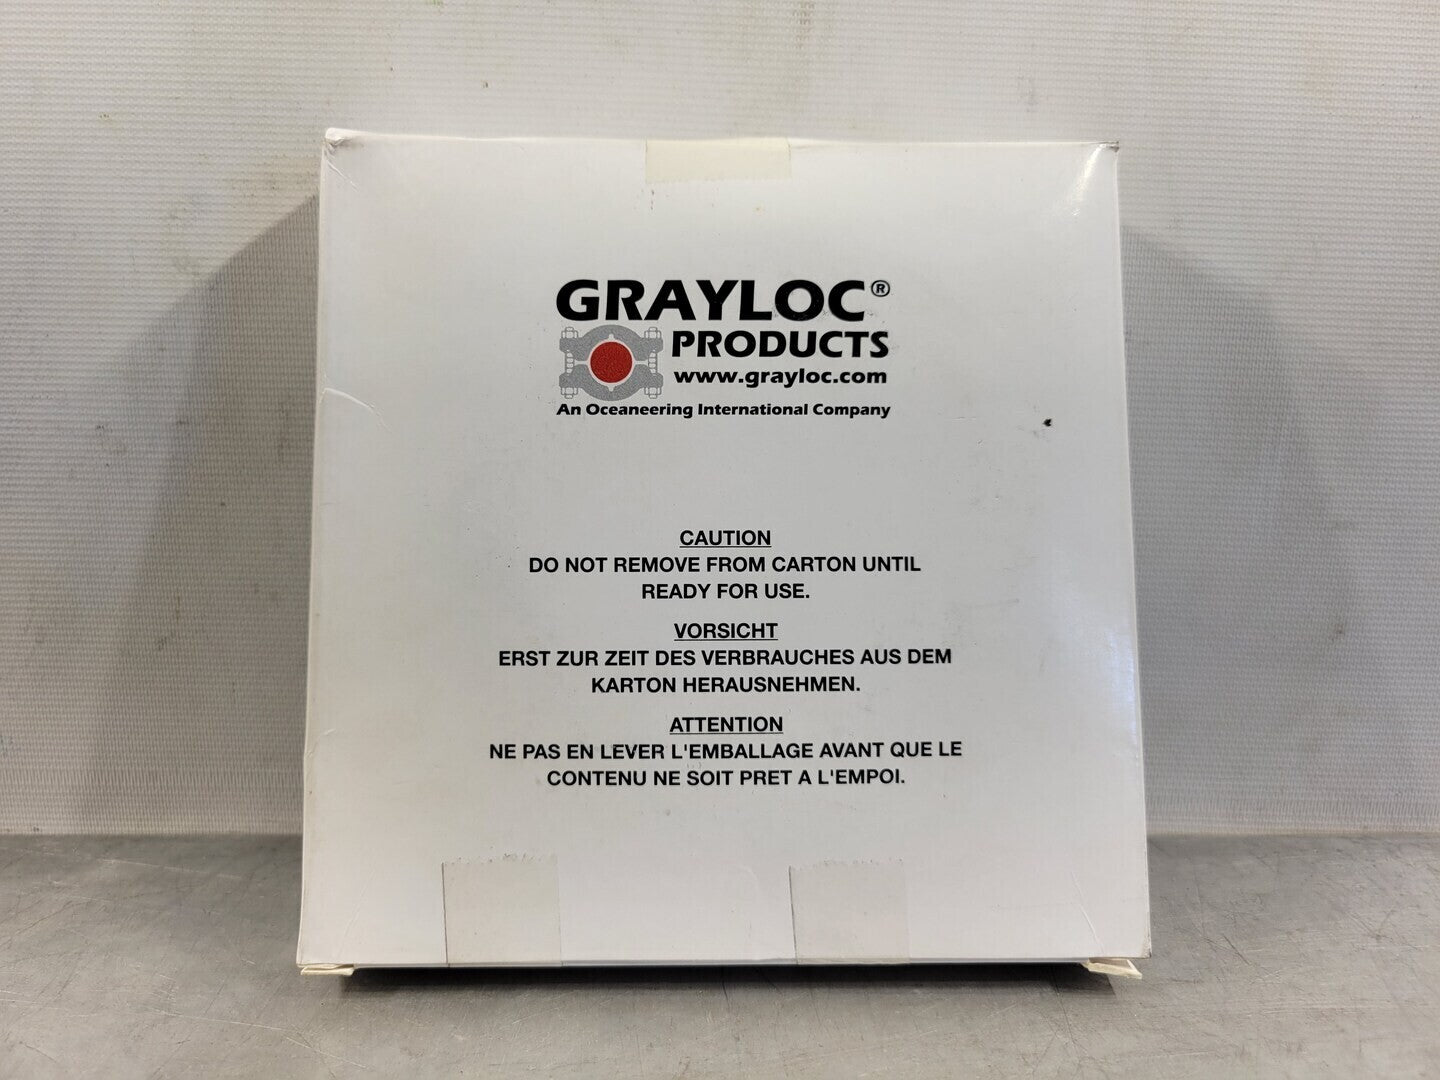 GRAYLOC®
PRODUCTS
www.grayloc.com
An Oceaneering International Company
CAUTION
DO NOT REMOVE FROM CARTON UNTIL
READY FOR USE.
VORSICHT
ERST ZUR ZEIT DES VERBRAUCHES AUS DEM
KARTON HERAUSNEHMEN.
ATTENTION
NE PAS EN LEVER L'EMBALLAGE AVANT QUE LE
CONTENU NE SOIT PRET A L'EMPOI.